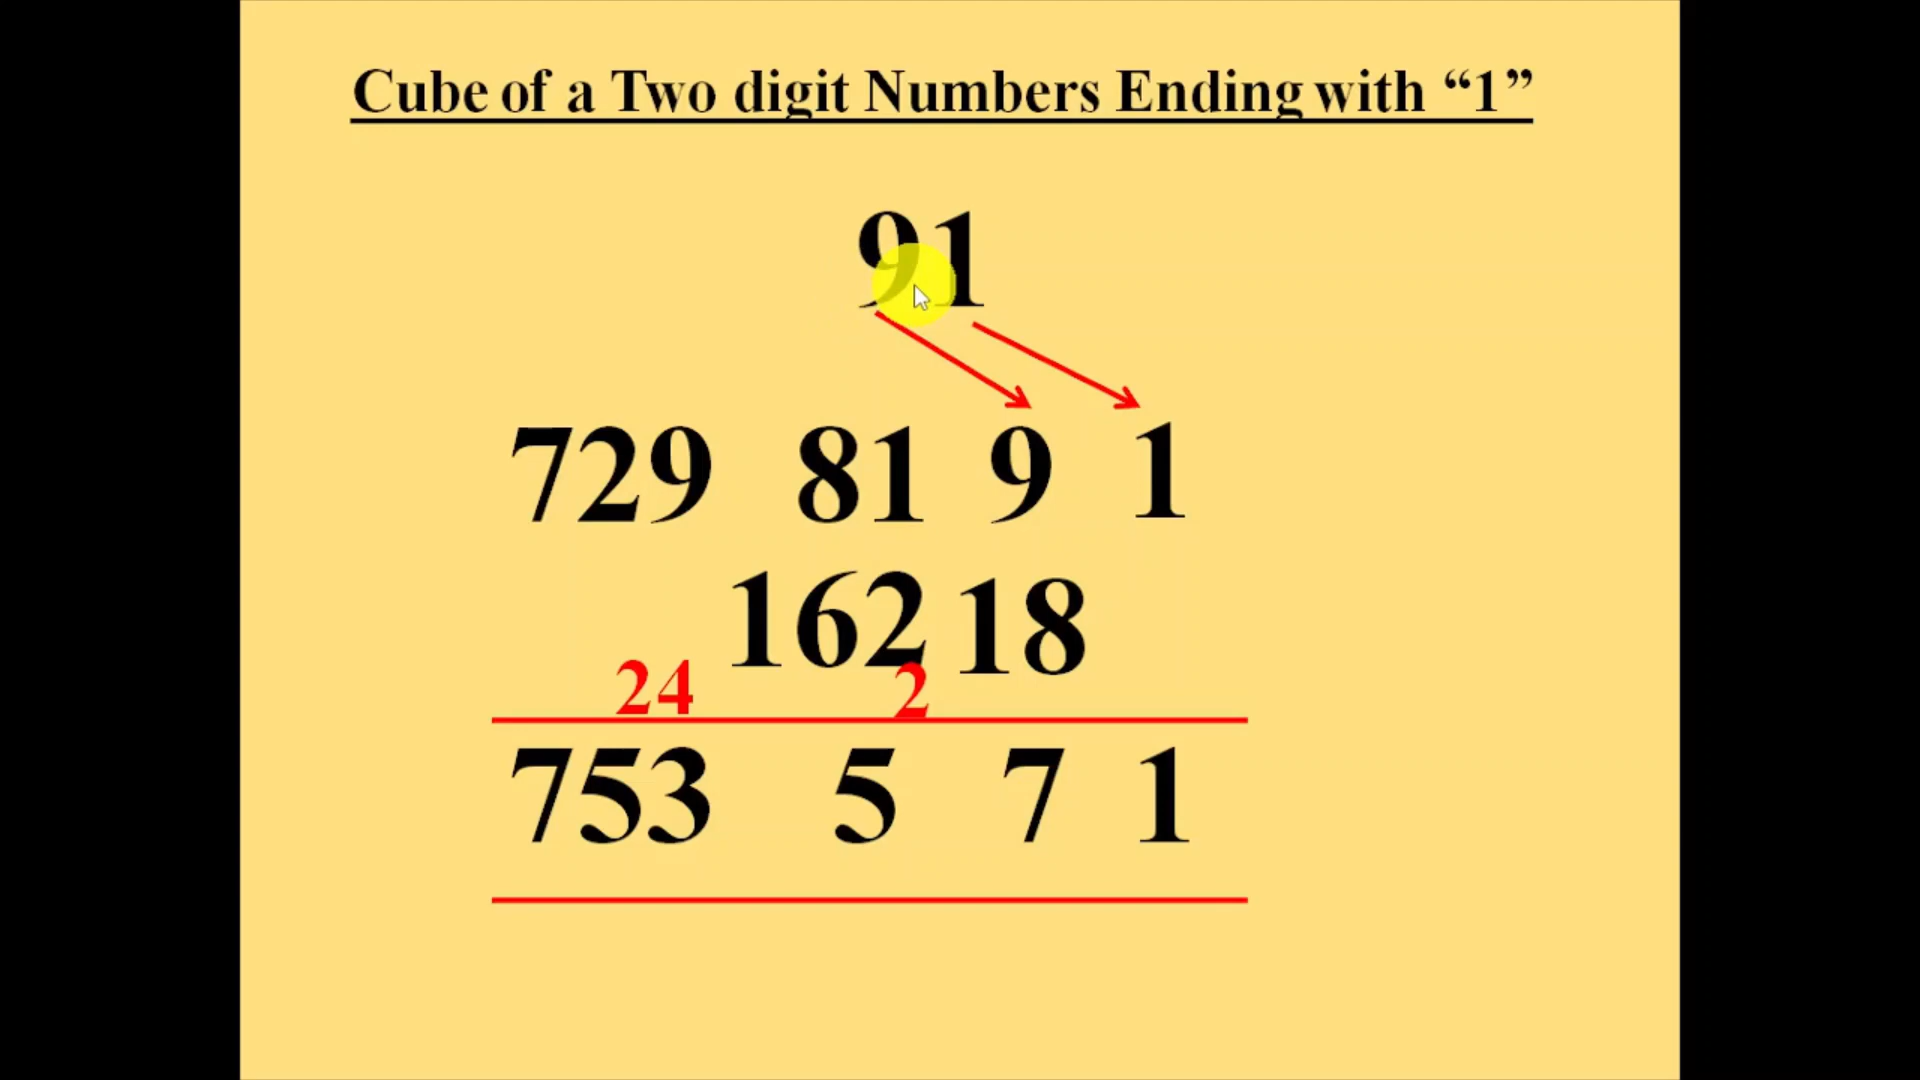 Cube of a Two digit Numbers Ending with “1”
91
729 81 9 1
162 18
24 2
753 5 7 1